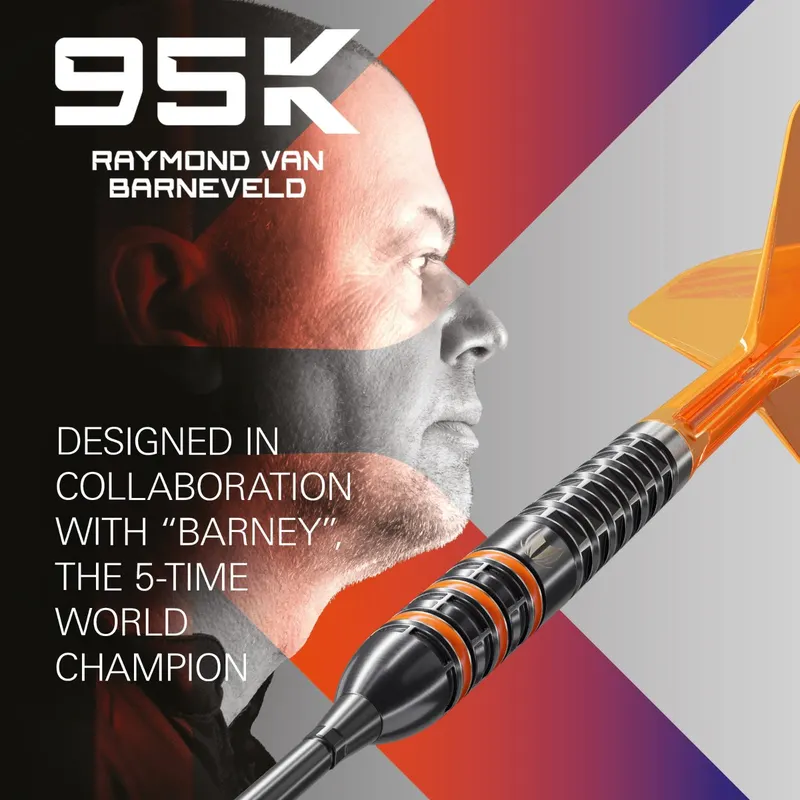 95K
RAYMOND VAN
BARNEVELD
DESIGNED IN
COLLABORATION
WITH “BARNEY”,
THE 5-TIME
WORLD
CHAMPION